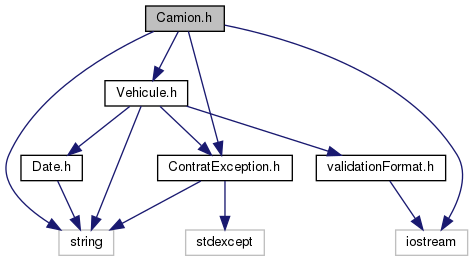 Camion.h
Vehicule.h
Date.h
ContratException.h
validationFormat.h
string
stdexcept
iostream